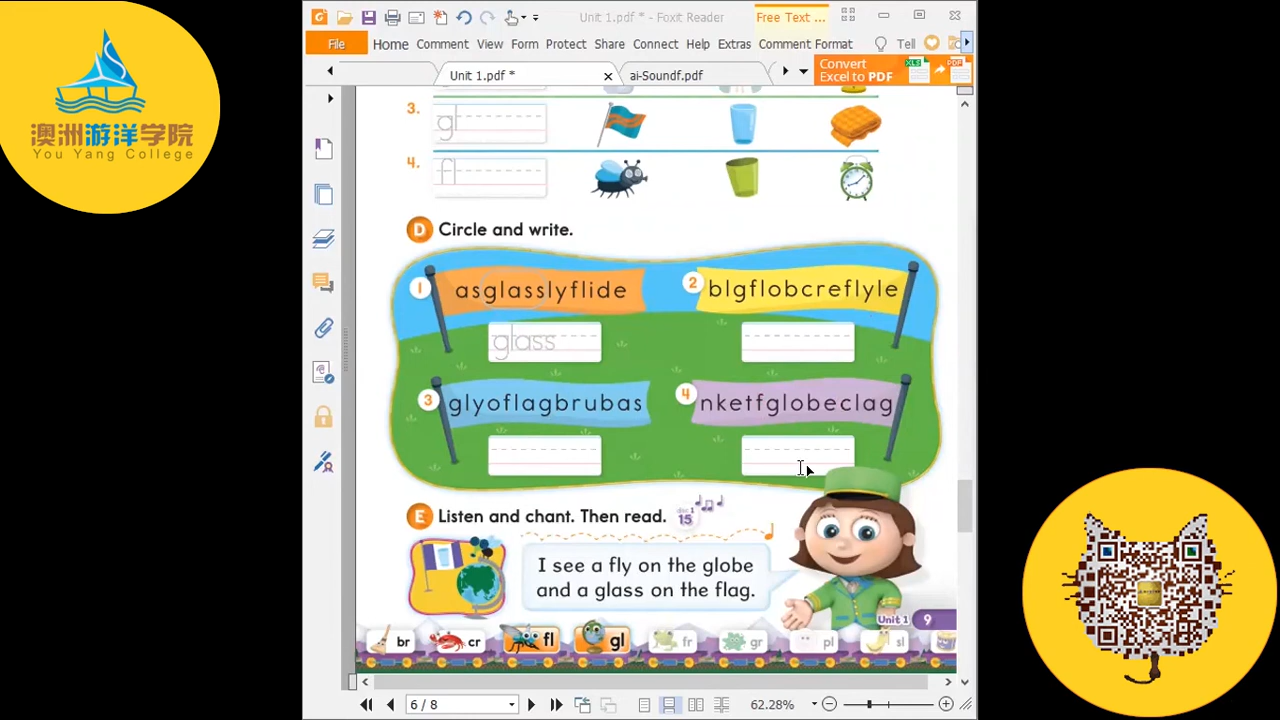 澳洲游洋学院
You Yang College
Unit 1.pdf * - Foxit Reader
Free Text ...
File Home Comment View Form Protect Share Connect Help Extras Comment Format Tell
Unit 1.pdf * × ai-Soundf.pdf
Convert
Excel to PDF
3. gl
4. fl
D Circle and write.
1 asglasslyflide
2 blgflobcreflyle
glass
3 glyoflagbrubas
4 nketfglobeclag
E Listen and chant. Then read. disc 1 15
I see a fly on the globe
and a glass on the flag.
Unit 1 9
br cr fl gl fr gr pl sl
6 / 8
62.28%